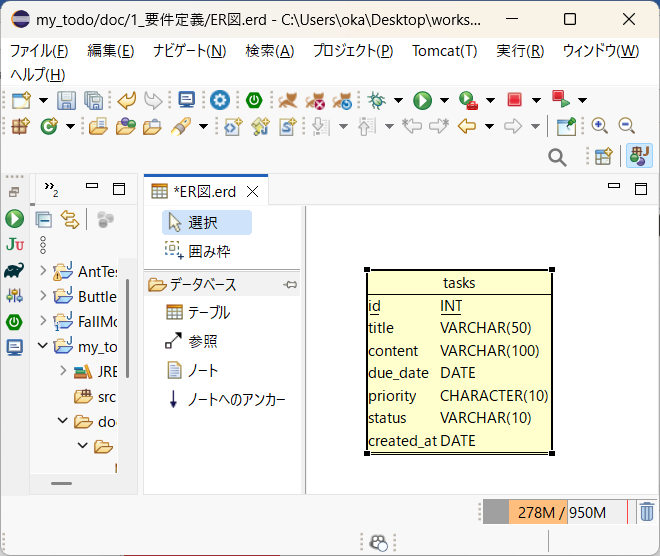 my_todo/doc/1_要件定義/ER図.erd - C:\Users\oka\Desktop\works...
ファイル(F) 編集(E) ナビゲート(N) 検索(A) プロジェクト(P) Tomcat(T) 実行(R) ウィンドウ(W)
ヘルプ(H)
»2
*ER図.erd
JU
選択
囲み枠
データベース
テーブル
参照
ノート
ノートへのアンカー
AntTes
Buttle
FallMo
my_to
JRE
src
doc
tasks
id INT
title VARCHAR(50)
content VARCHAR(100)
due_date DATE
priority CHARACTER(10)
status VARCHAR(10)
created_at DATE
278M / 950M